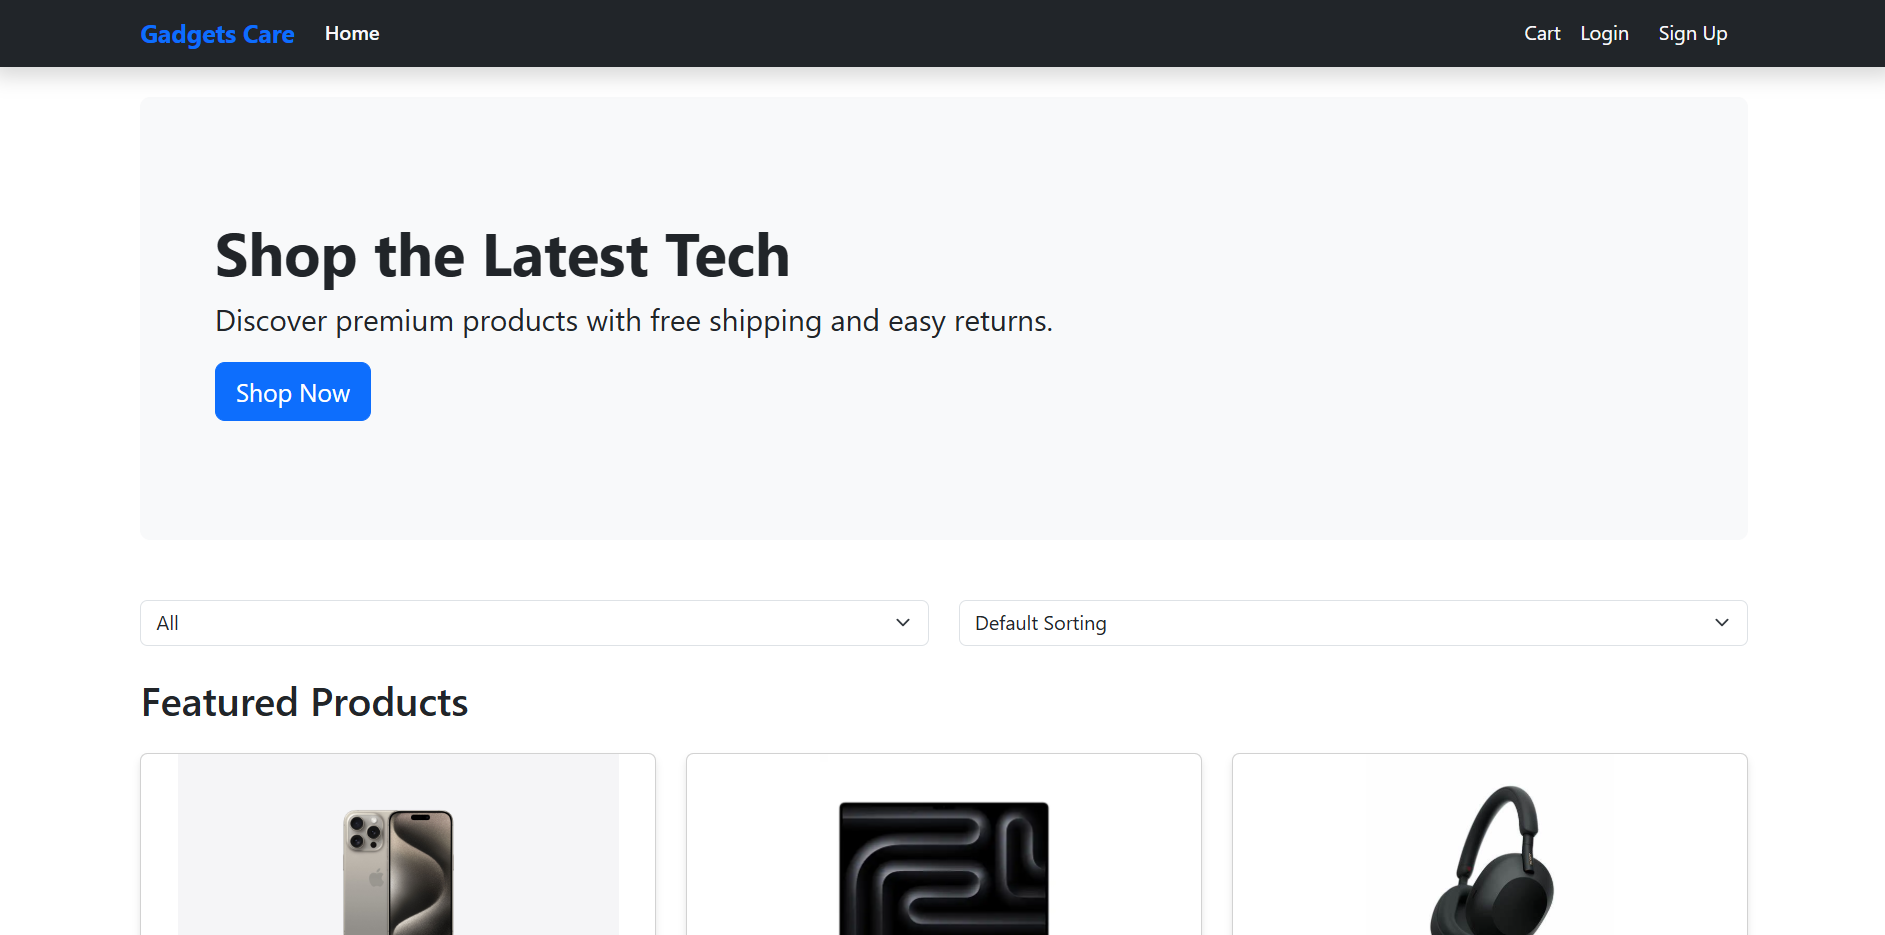 Gadgets Care Home Cart Login Sign Up
Shop the Latest Tech
Discover premium products with free shipping and easy returns.
Shop Now
All Default Sorting
Featured Products